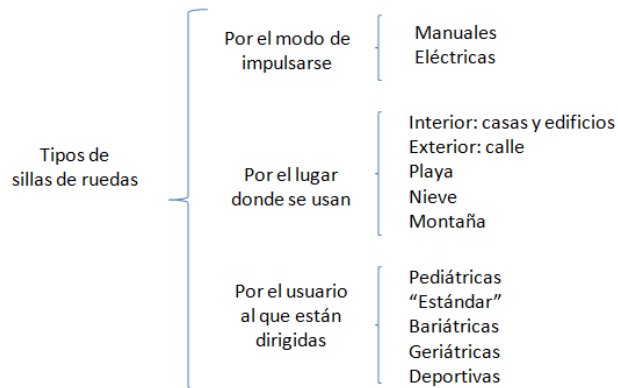 Tipos de
sillas de ruedas
Por el modo de
impulsarse
Manuales
Eléctricas
Por el lugar
donde se usan
Interior: casas y edificios
Exterior: calle
Playa
Nieve
Montaña
Por el usuario
al que están
dirigidas
Pediátricas
“Estándar”
Bariátricas
Geriátricas
Deportivas